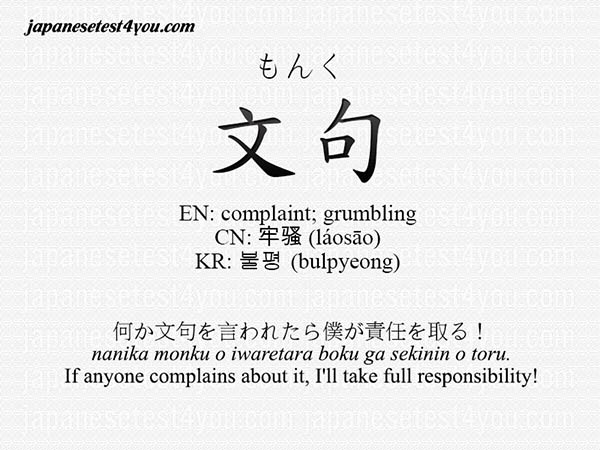 japanesetest4you.com
もんく
文句
EN: complaint; grumbling
CN: 牢骚 (láosāo)
KR: 불평 (bulpyeong)
何か文句を言われたら僕が責任を取る！
nanika monku o iwaretara boku ga sekinin o toru.
If anyone complains about it, I'll take full responsibility!